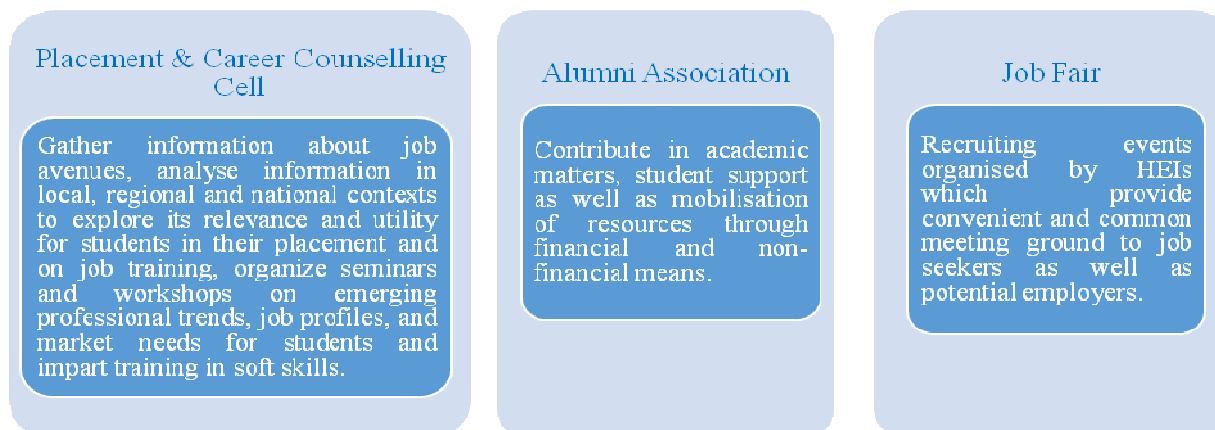 Placement & Career Counselling
Cell
Gather information about job
avenues, analyse information in
local, regional and national contexts
to explore its relevance and utility
for students in their placement and
on job training, organize seminars
and workshops on emerging
professional trends, job profiles, and
market needs for students and
impart training in soft skills.
Alumni Association
Contribute in academic
matters, student support
as well as mobilisation
of resources through
financial and non-
financial means.
Job Fair
Recruiting events
organised by HEIs
which provide
convenient and common
meeting ground to job
seekers as well as
potential employers.